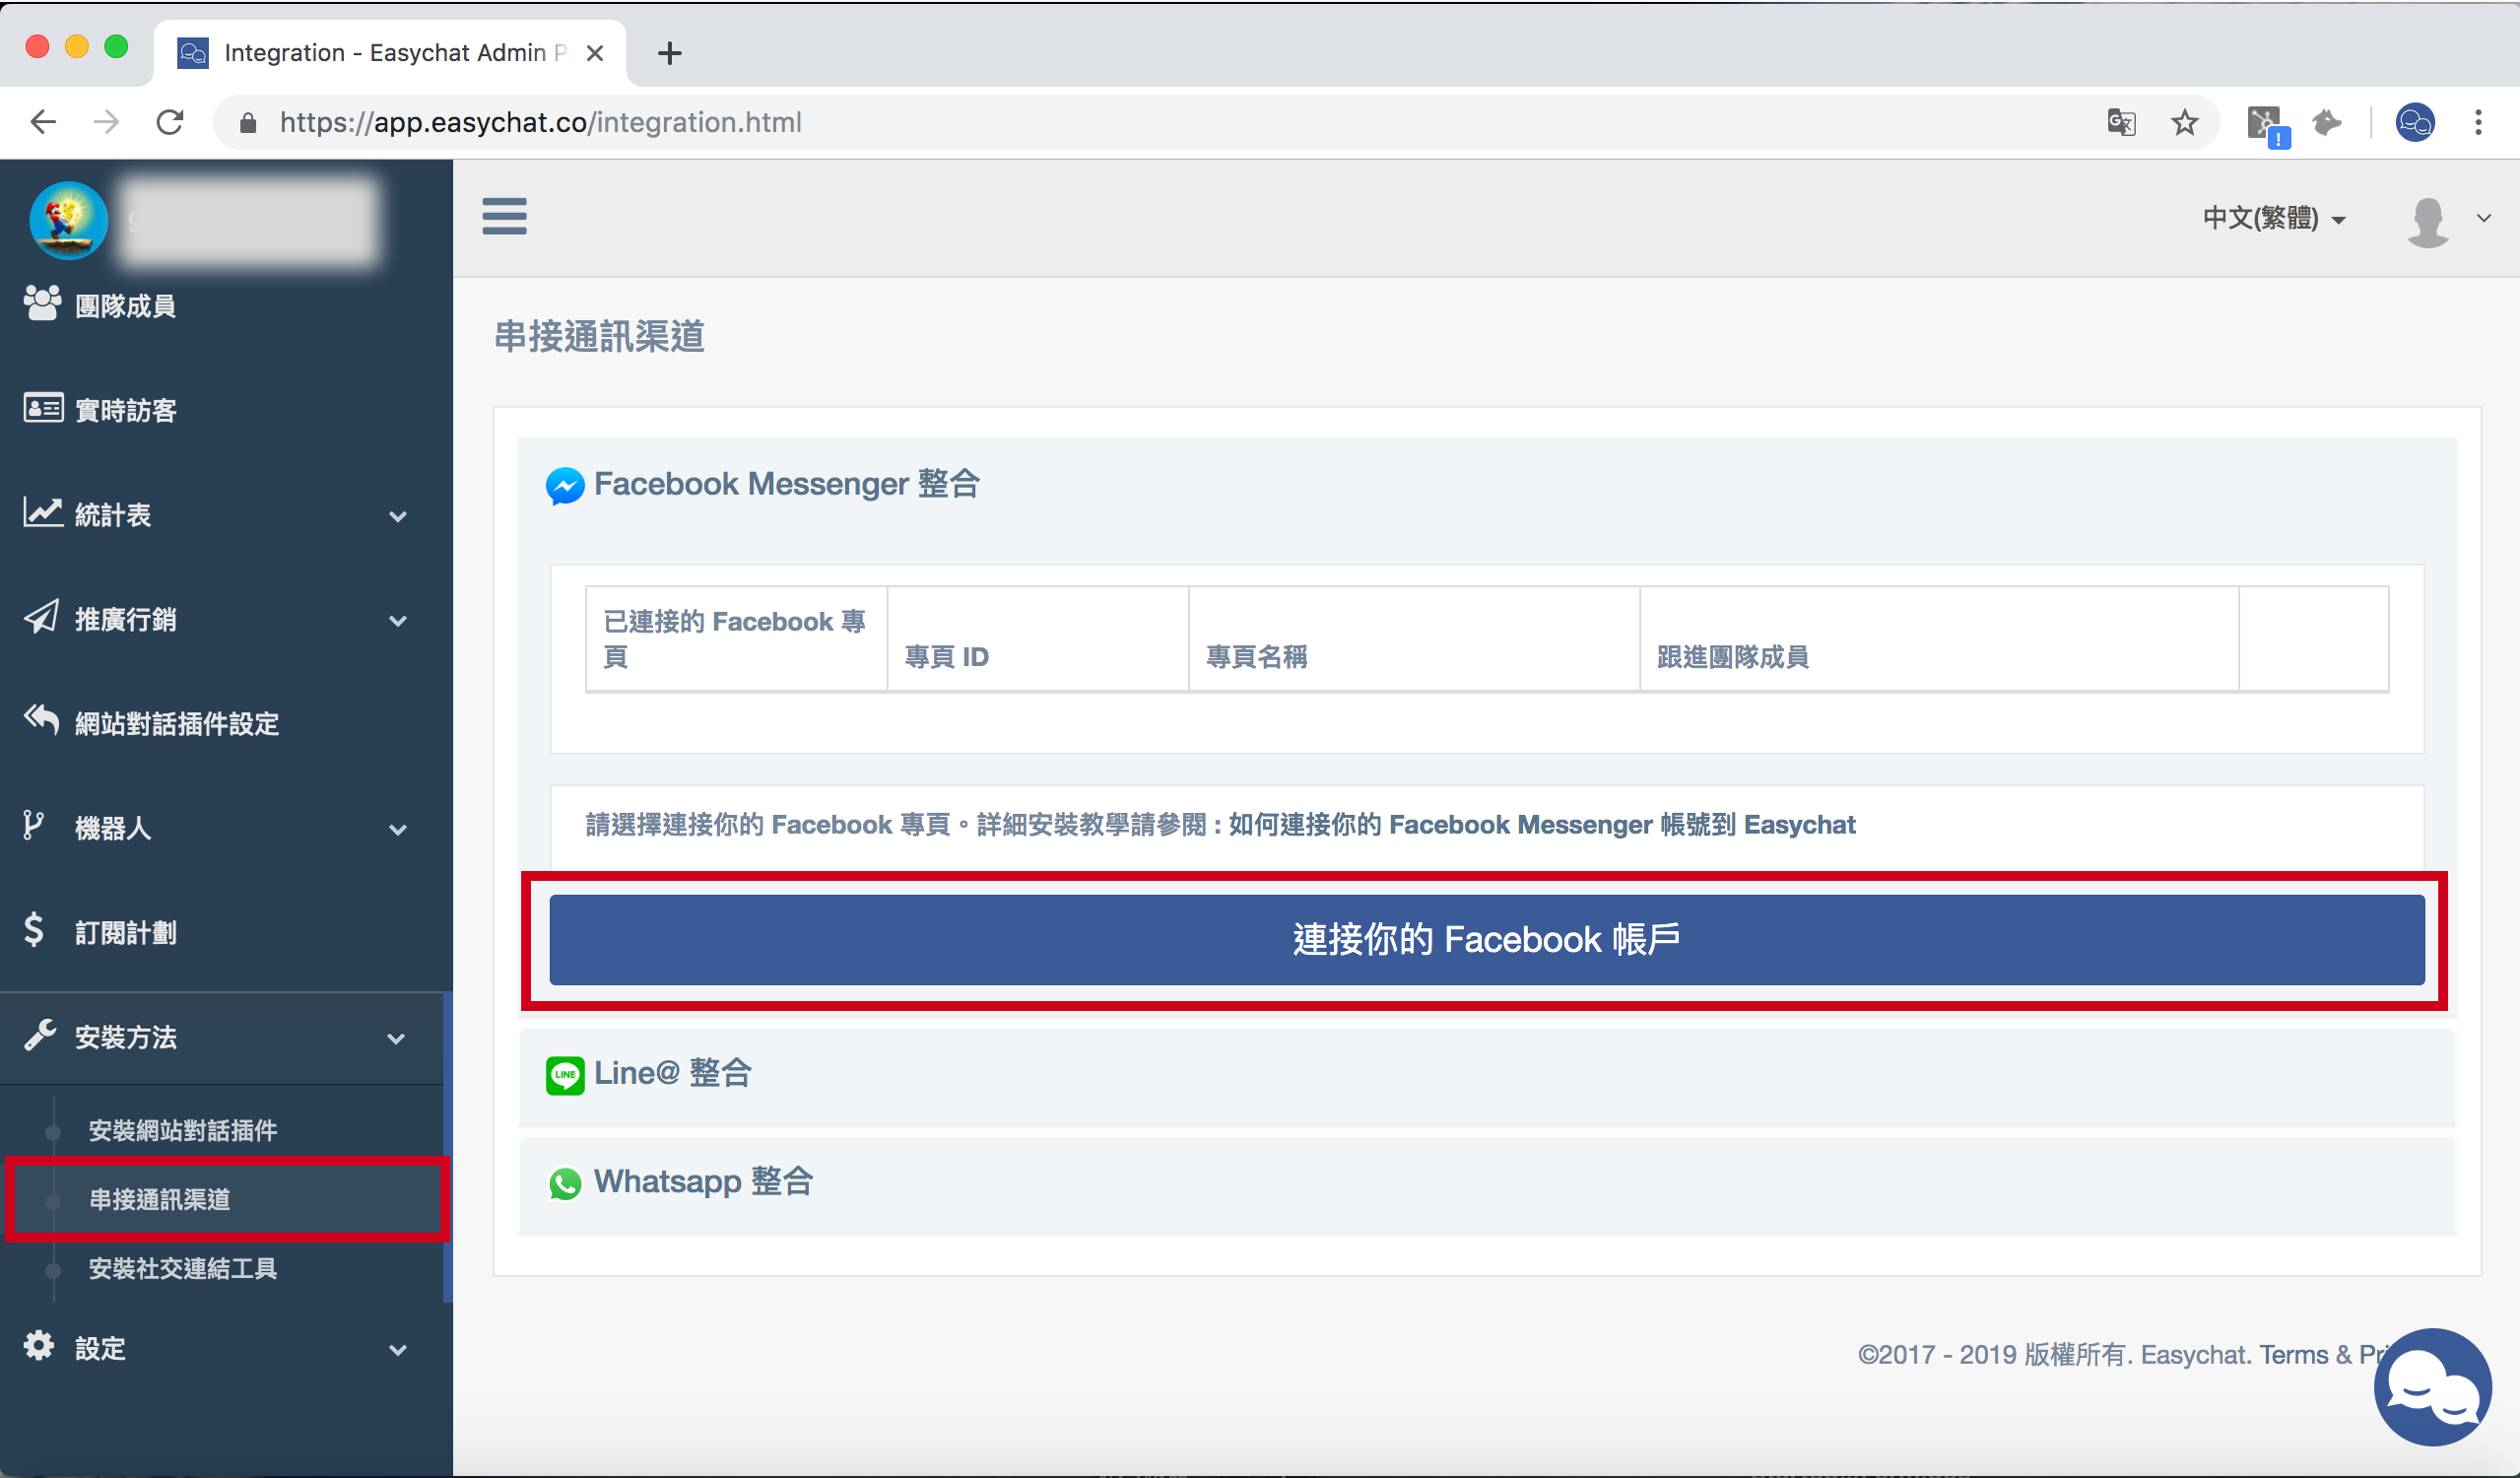 Integration - Easychat Admin P
https://app.easychat.co/integration.html
中文(繁體)
團隊成員
實時訪客
統計表
推廣行銷
網站對話插件設定
機器人
訂閱計劃
安裝方法
安裝網站對話插件
串接通訊渠道
安裝社交連結工具
設定
串接通訊渠道
Facebook Messenger 整合
已連接的 Facebook 專
頁
專頁 ID
專頁名稱
跟進團隊成員
請選擇連接你的 Facebook 專頁。詳細安裝教學請參閱 : 如何連接你的 Facebook Messenger 帳號到 Easychat
連接你的 Facebook 帳戶
LINE
Line@ 整合
Whatsapp 整合
©2017 - 2019 版權所有. Easychat. Terms & Pri